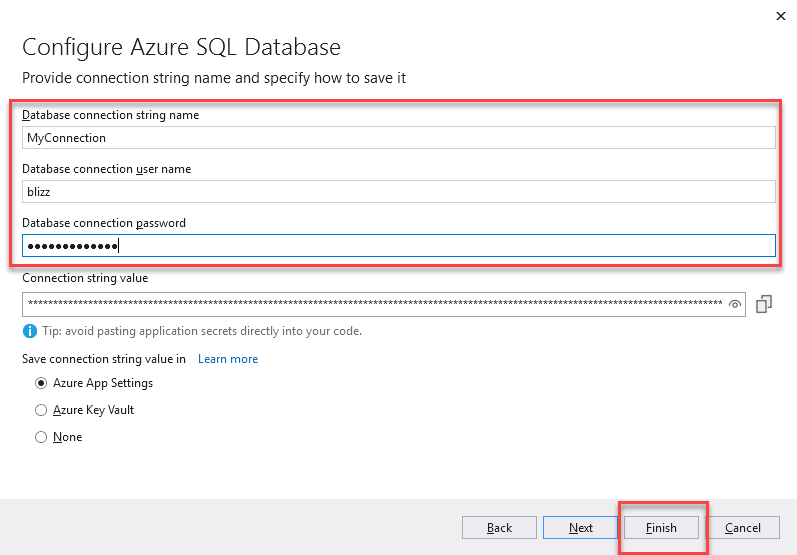 Configure Azure SQL Database
Provide connection string name and specify how to save it
Database connection string name
MyConnection
Database connection user name
blizz
Database connection password
●●●●●●●●●●●●●
Connection string value
Tip: avoid pasting application secrets directly into your code.
Save connection string value in Learn more
Azure App Settings
Azure Key Vault
None
Back Next Finish Cancel